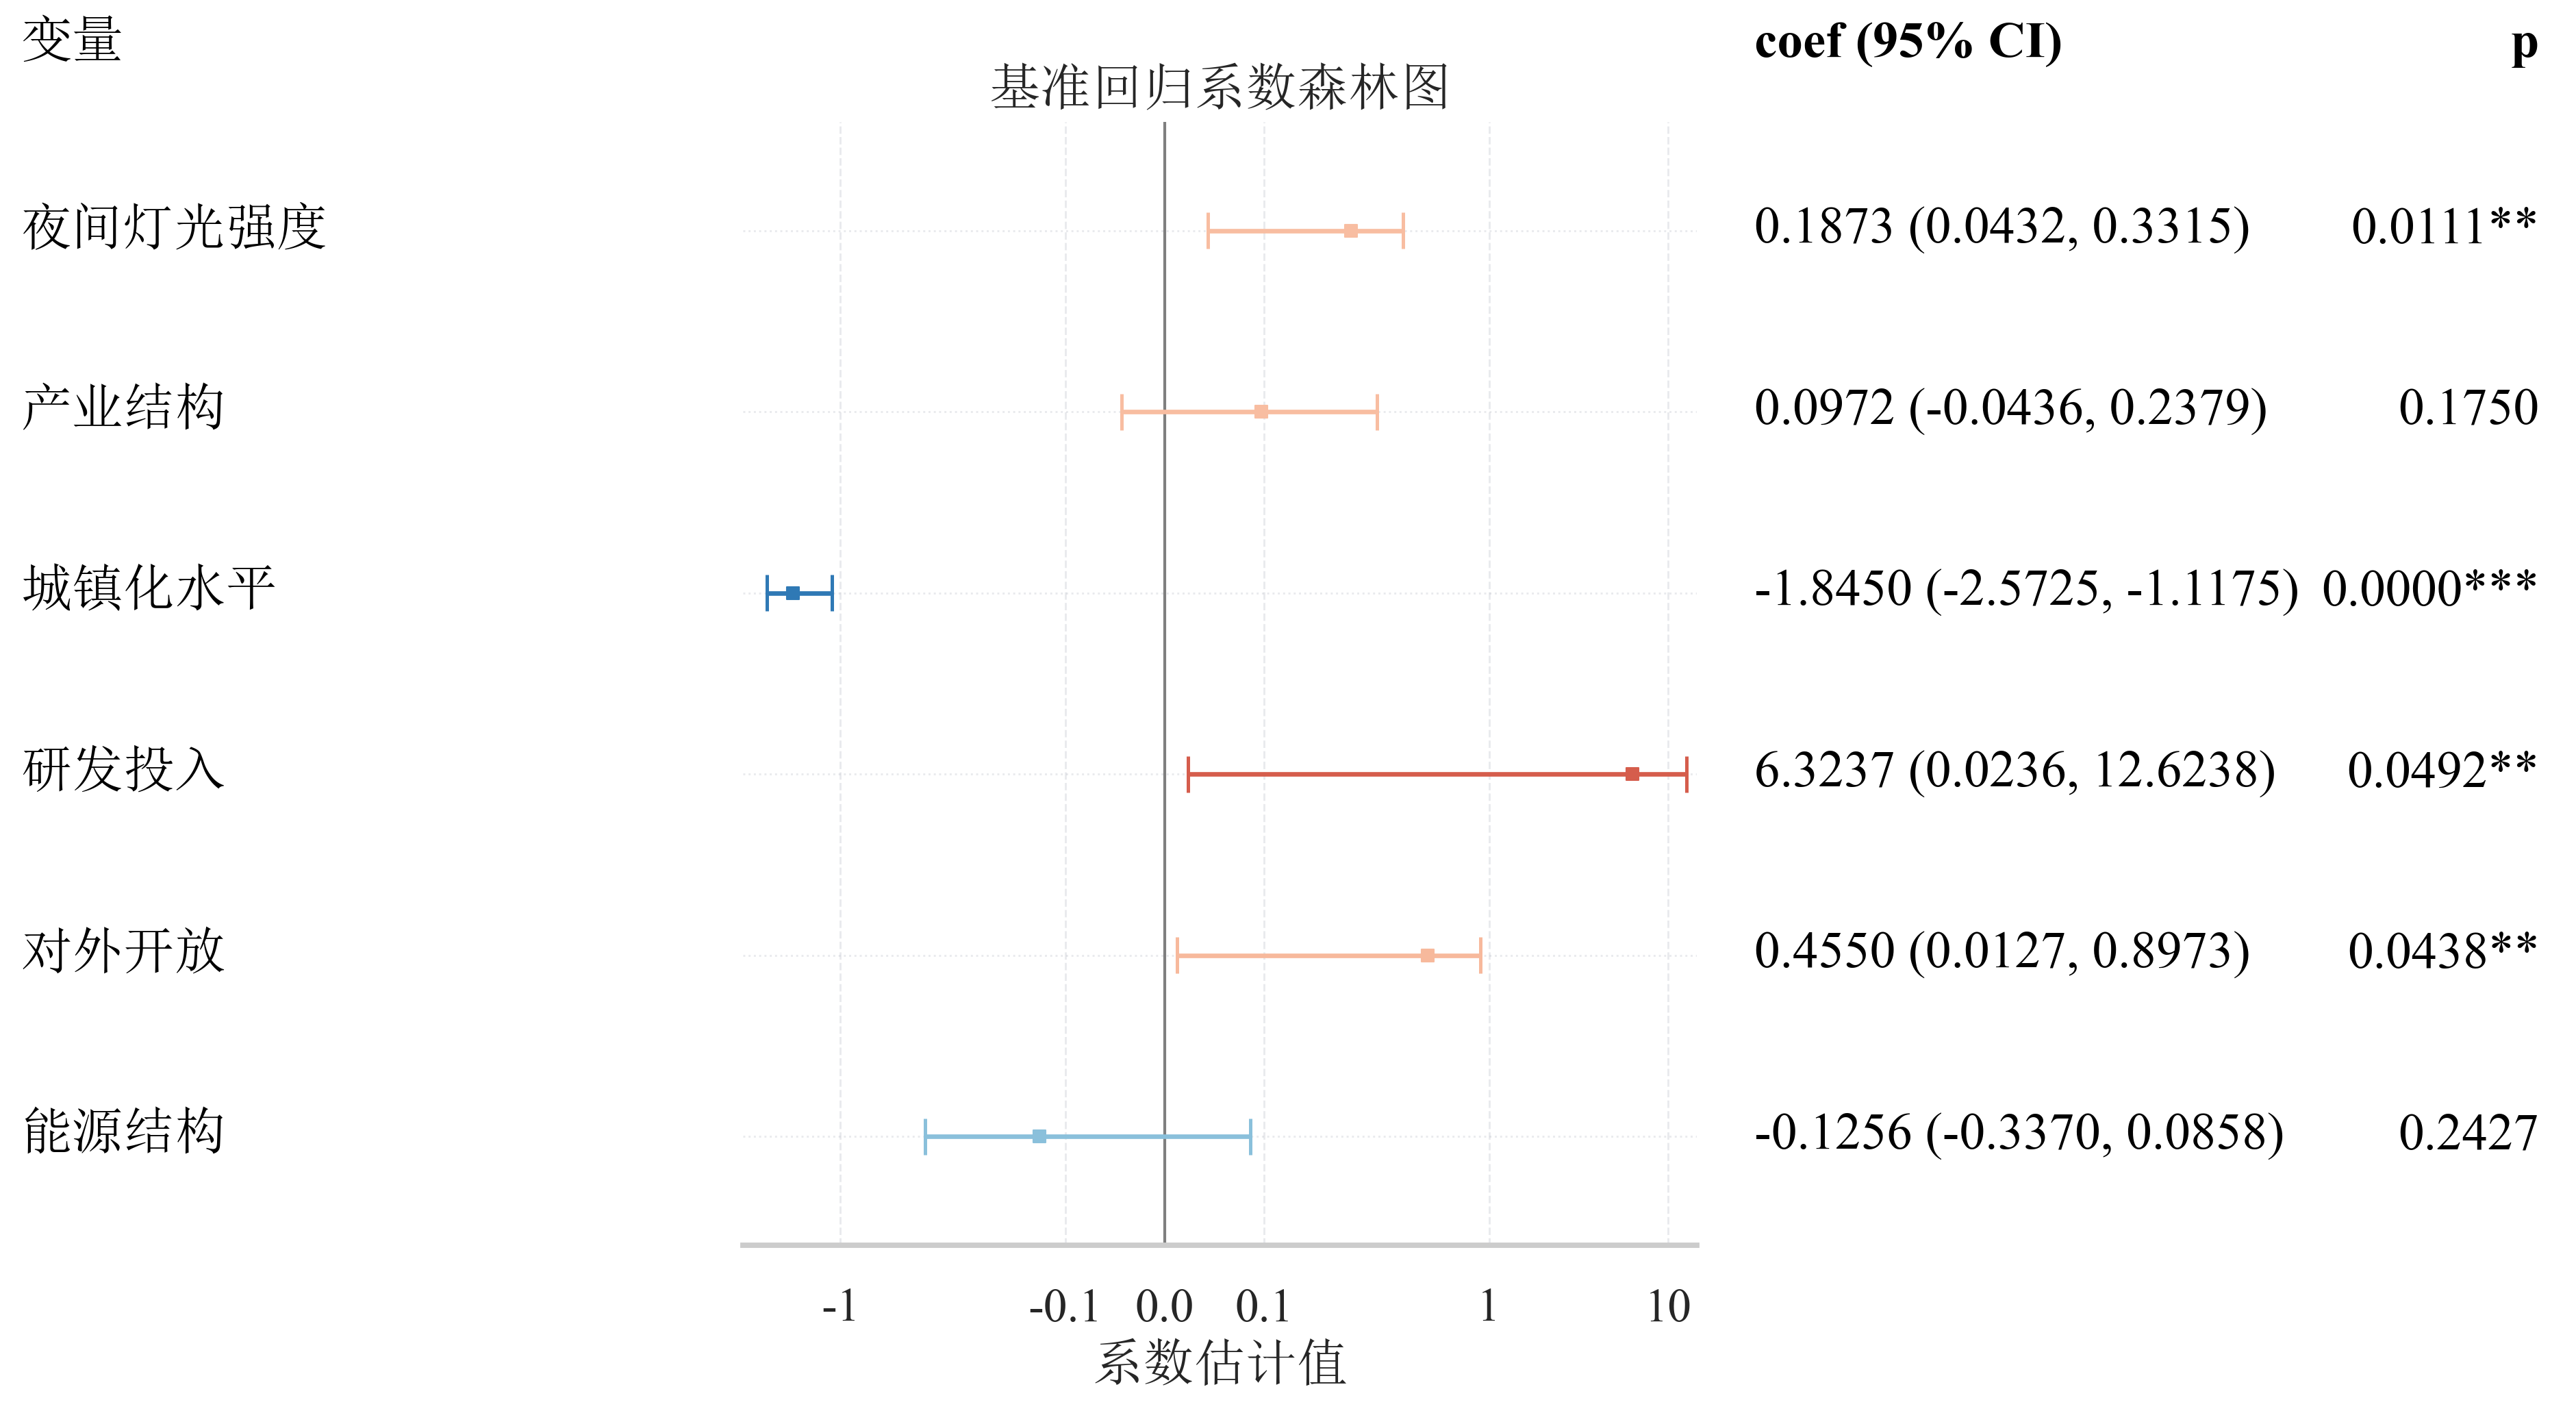 变量 coef (95% CI) p
基准回归系数森林图
夜间灯光强度 0.1873 (0.0432, 0.3315) 0.0111**
产业结构 0.0972 (-0.0436, 0.2379) 0.1750
城镇化水平 -1.8450 (-2.5725, -1.1175) 0.0000***
研发投入 6.3237 (0.0236, 12.6238) 0.0492**
对外开放 0.4550 (0.0127, 0.8973) 0.0438**
能源结构 -0.1256 (-0.3370, 0.0858) 0.2427
-1 -0.1 0.0 0.1 1 10
系数估计值